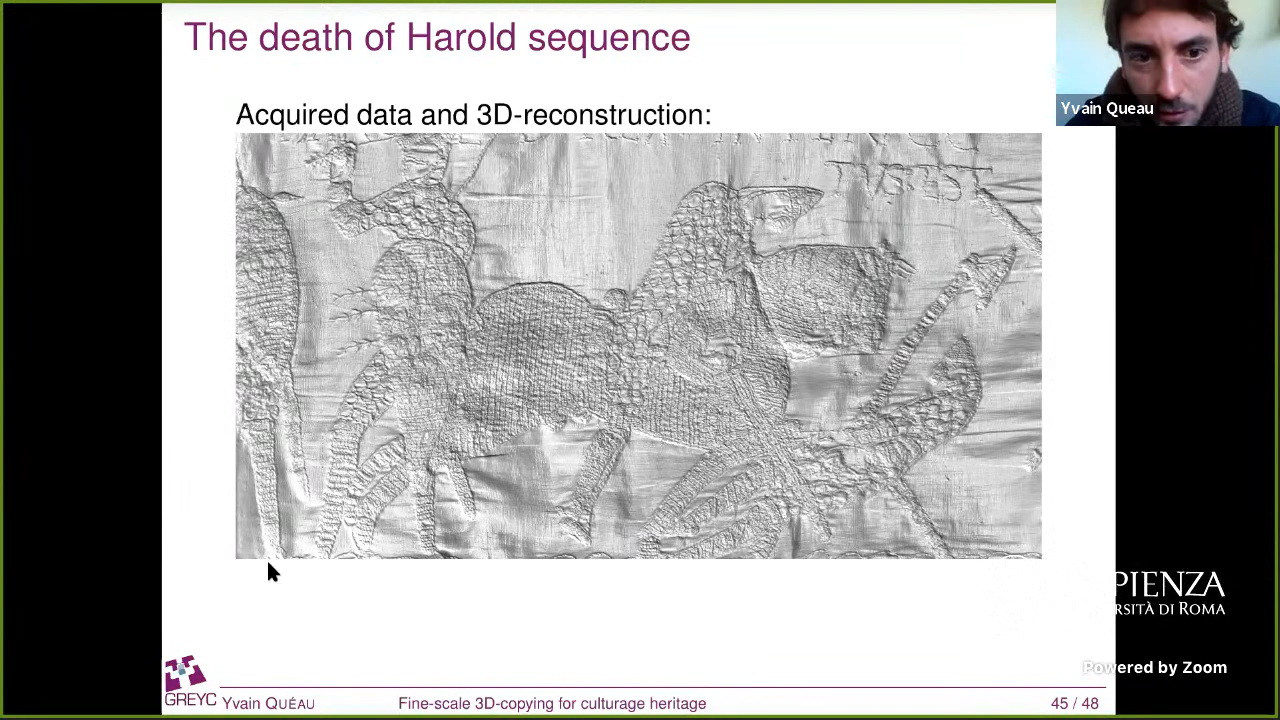 The death of Harold sequence
Acquired data and 3D-reconstruction:
Yvain Queau
PIENZA
RSITÀ DI ROMA
Powered by Zoom
GREYC
Yvain QUÉAU
Fine-scale 3D-copying for culturage heritage
45 / 48